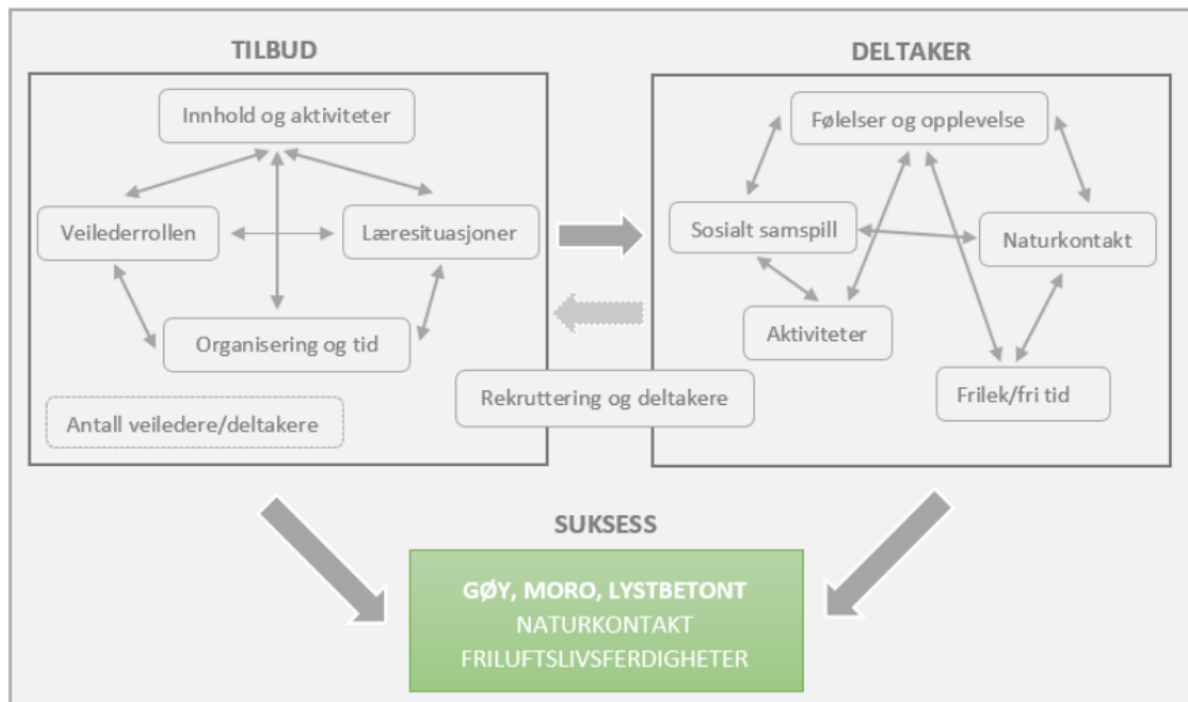 TILBUD
DELTAKER
Innhold og aktiviteter
Følelser og opplevelse
Veilederrollen
Læresituasjoner
Sosialt samspill
Naturkontakt
Organisering og tid
Aktiviteter
Rekruttering og deltakere
Frilek/fri tid
Antall veiledere/deltakere
SUKSESS
GØY, MORO, LYSTBETONT
NATURKONTAKT
FRILUFTSLIVSFERDIGHETER